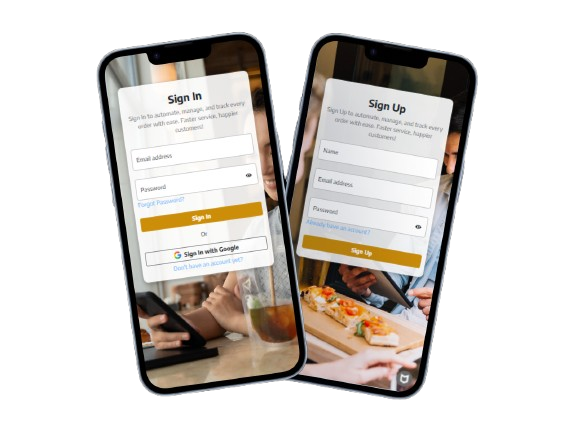 Sign In
Sign In to automate, manage, and track every
order with ease. Faster service, happier
customers!
Email address
Password
Forgot Password?
Sign In
Or
Sign in with Google
Don't have an account yet?
Sign Up
Sign Up to automate, manage, and track every
order with ease. Faster service, happier
customers!
Name
Email address
Password
Already have an account?
Sign Up